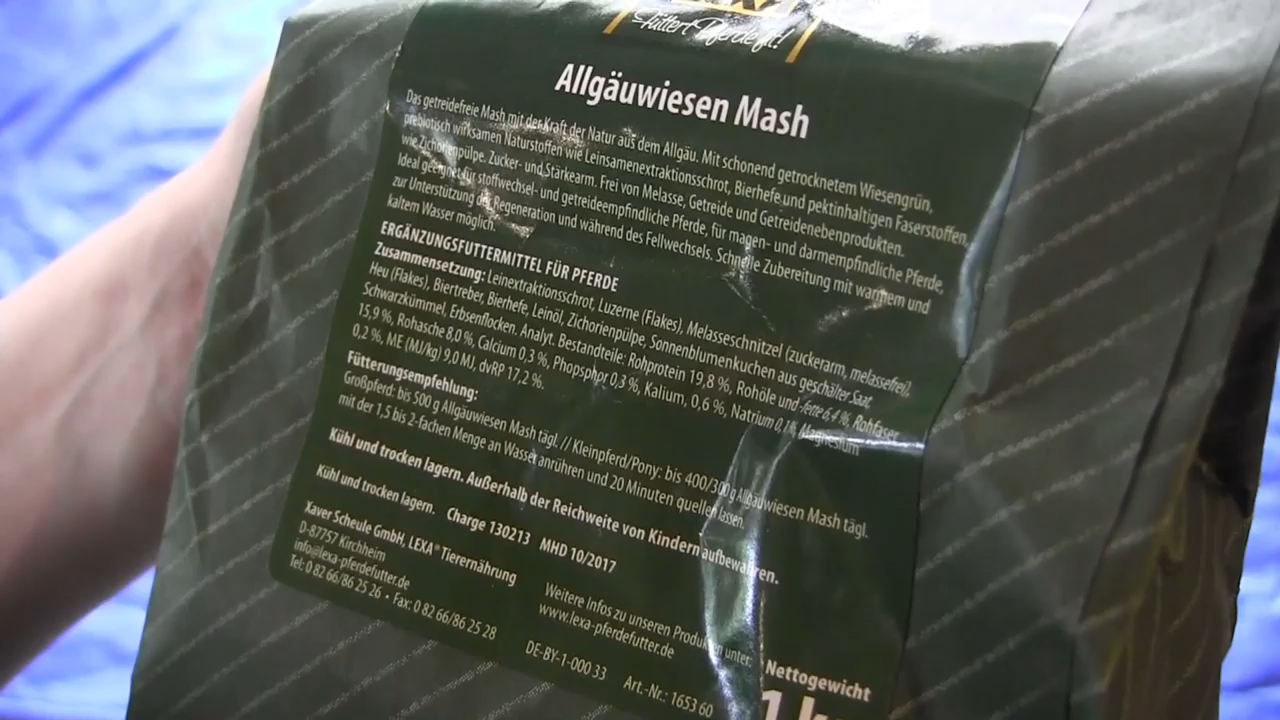 Füttert Pferde fit!
Allgäuwiesen Mash
Das getreidefreie Mash mit der Kraft der Natur aus dem Allgäu. Mit schonend getrocknetem Wiesengrün,
prebiotisch wirksamen Naturstoffen wie Leinsamenextraktionsschrot, Bierhefe und pektinhaltigen Faserstoffen,
wie Zichorienpülpe. Zucker- und Stärkearm. Frei von Melasse, Getreide und Getreidenebenprodukten.
Ideal geeignet für stoffwechsel- und getreideempfindliche Pferde, für magen- und darmempfindliche Pferde,
zur Unterstützung der Regeneration und während des Fellwechsels. Schnelle Zubereitung mit warmem und
kaltem Wasser möglich.
ERGÄNZUNGSFUTTERMITTEL FÜR PFERDE
Zusammensetzung: Leinextraktionsschrot, Luzerne (Flakes), Melasseschnitzel (zuckerarm, melassefrei),
Heu (Flakes), Biertreber, Bierhefe, Leinöl, Zichorienpülpe, Sonnenblumenkuchen aus geschälter Saat,
Schwarzkümmel, Erbsenflocken. Analyt. Bestandteile: Rohprotein 19,8 %, Rohöle und -fette 6,4 %, Rohfaser
15,9 %, Rohasche 8,0 %, Calcium 0,3 %, Phopsphor 0,3 %, Kalium, 0,6 %, Natrium 0,1% Magnesium
0,2 %, ME (MJ/kg) 9,0 MJ, dvRP 17,2 %.
Fütterungsempfehlung:
Großpferd: bis 500 g Allgäuwiesen Mash tägl. // Kleinpferd/Pony: bis 400/300 g Allgäuwiesen Mash tägl.
mit der 1,5 bis 2-fachen Menge an Wasser anrühren und 20 Minuten quellen lassen.
Kühl und trocken lagern. Außerhalb der Reichweite von Kindern aufbewahren.
Kühl und trocken lagern. Charge 130213 MHD 10/2017
Xaver Scheule GmbH, LEXA® Tierernährung
D-87757 Kirchheim
info@lexa-pferdefutter.de
Tel: 0 82 66/86 25 26 • Fax: 0 82 66/86 25 28
Weitere Infos zu unseren Produkten unter:
www.lexa-pferdefutter.de
DE-BY-1-000 33 Art.-Nr.: 1653 60
Nettogewicht